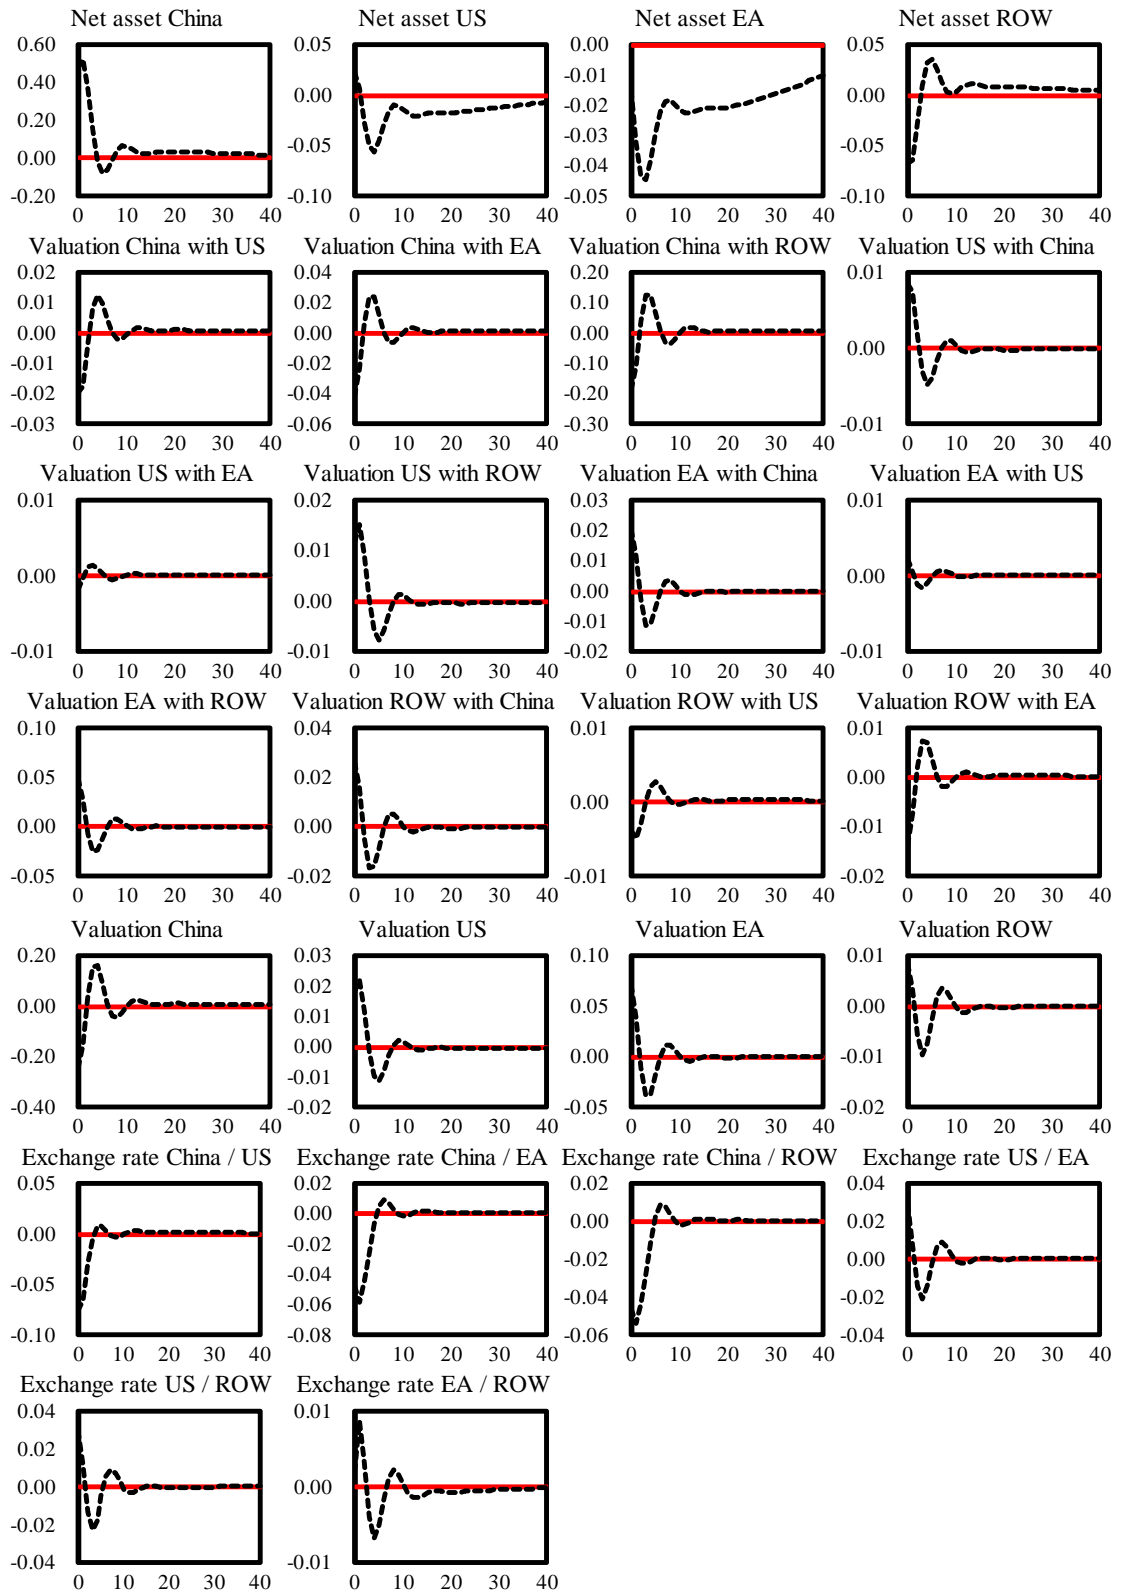 Net asset China Net asset US Net asset EA Net asset ROW
0.60 0.05 0.00 0.05
0.40 -0.01
0.20 0.00 -0.02 0.00
0.00 -0.05 -0.03 -0.05
-0.04
-0.20 -0.10 -0.05 -0.10
0 10 20 30 40 0 10 20 30 40 0 10 20 30 40 0 10 20 30 40
Valuation China with US Valuation China with EA Valuation China with ROW Valuation US with China
0.02 0.04 0.20 0.01
0.01 0.02 0.10
0.00 0.00 0.00 0.00
-0.01 -0.02 -0.10
-0.02 -0.04 -0.20
-0.03 -0.06 -0.30 -0.01
0 10 20 30 40 0 10 20 30 40 0 10 20 30 40 0 10 20 30 40
Valuation US with EA Valuation US with ROW Valuation EA with China Valuation EA with US
0.01 0.02 0.03 0.01
0.02
0.01 0.01
0.00 0.00 0.00 0.00
-0.01
-0.01 -0.01 -0.02 -0.01
0 10 20 30 40 0 10 20 30 40 0 10 20 30 40 0 10 20 30 40
Valuation EA with ROW Valuation ROW with China Valuation ROW with US Valuation ROW with EA
0.10 0.04 0.01 0.01
0.05 0.02 0.00
0.00 0.00 0.00 -0.01
-0.05 -0.02 -0.01 -0.02
0 10 20 30 40 0 10 20 30 40 0 10 20 30 40 0 10 20 30 40
Valuation China Valuation US Valuation EA Valuation ROW
0.20 0.03 0.10 0.01
0.02
0.00 0.01 0.05 0.00
0.00
-0.20 -0.01 0.00 -0.01
-0.40 -0.02 -0.05 -0.02
0 10 20 30 40 0 10 20 30 40 0 10 20 30 40 0 10 20 30 40
Exchange rate China / US Exchange rate China / EA Exchange rate China / ROW Exchange rate US / EA
0.05 0.02 0.02 0.04
0.00 0.00 0.00 0.02
-0.02 -0.02 0.00
-0.05 -0.04 -0.04 -0.02
-0.06
-0.10 -0.08 -0.06 -0.04
0 10 20 30 40 0 10 20 30 40 0 10 20 30 40 0 10 20 30 40
Exchange rate US / ROW Exchange rate EA / ROW
0.04 0.01
0.02
0.00 0.00
-0.02
-0.04 -0.01
0 10 20 30 40 0 10 20 30 40